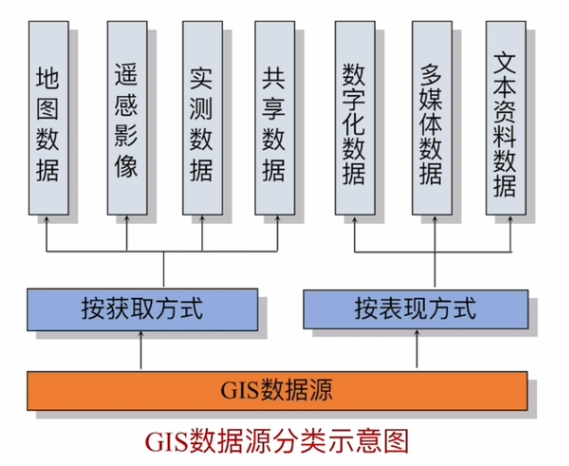 地图数据
遥感影像
实测数据
共享数据
数字化数据
多媒体数据
文本资料数据
按获取方式
按表现方式
GIS数据源
GIS数据源分类示意图